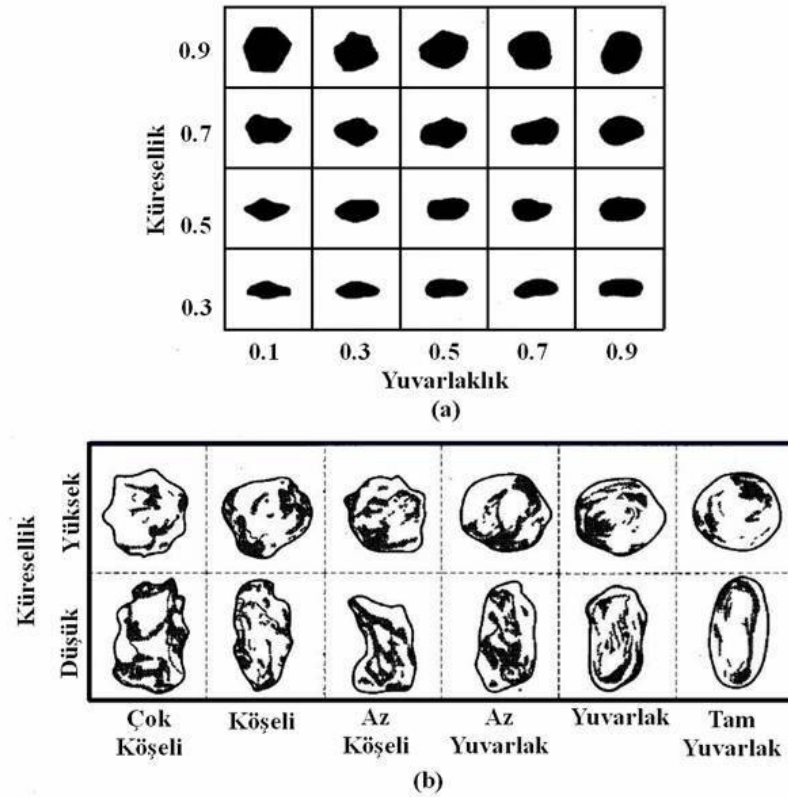 Küresellik
0.9
0.7
0.5
0.3
0.1 0.3 0.5 0.7 0.9
Yuvarlaklık
(a)
Küresellik
Yüksek
Düşük
Çok Köşeli
Köşeli
Az Köşeli
Az Yuvarlak
Yuvarlak
Tam Yuvarlak
(b)